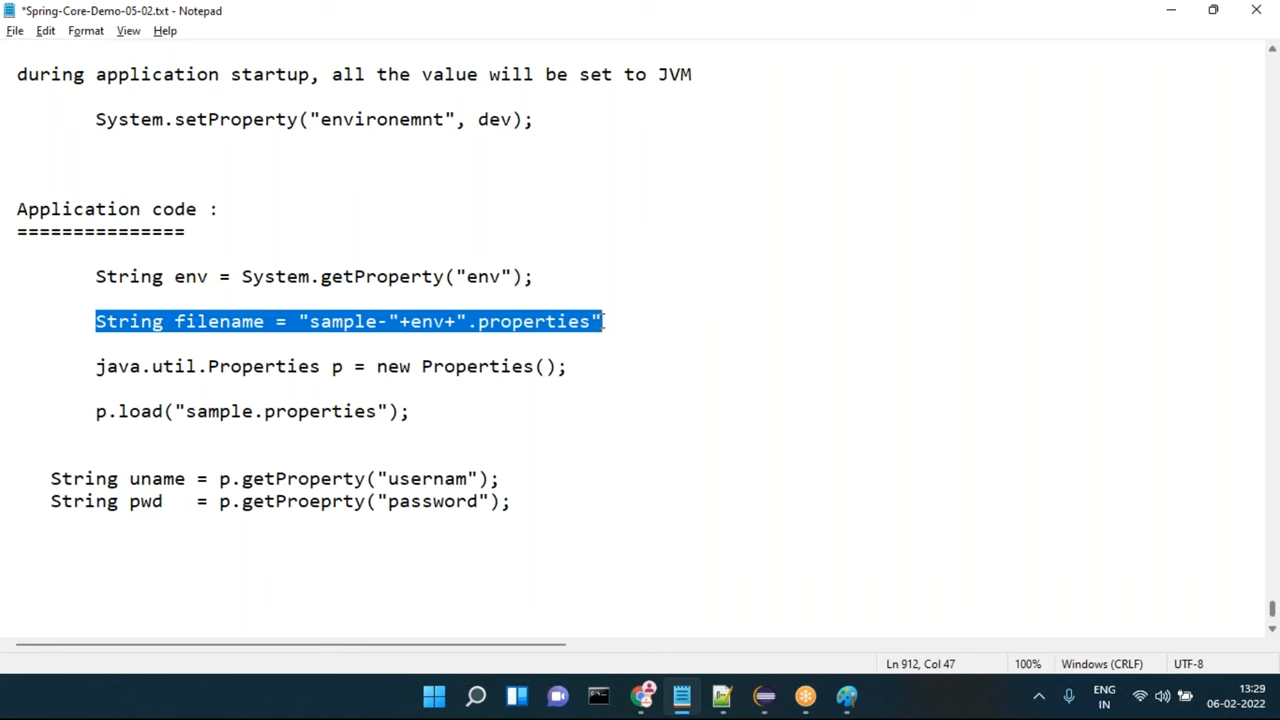 *Spring-Core-Demo-05-02.txt - Notepad
File Edit Format View Help
during application startup, all the value will be set to JVM
System.setProperty("environemnt", dev);
Application code :
===============
String env = System.getProperty("env");
String filename = "sample-"+env+".properties"
java.util.Properties p = new Properties();
p.load("sample.properties");
String uname = p.getProperty("usernam");
String pwd   = p.getProeprty("password");
Ln 912, Col 47 100% Windows (CRLF) UTF-8
ENG 13:29
IN 06-02-2022